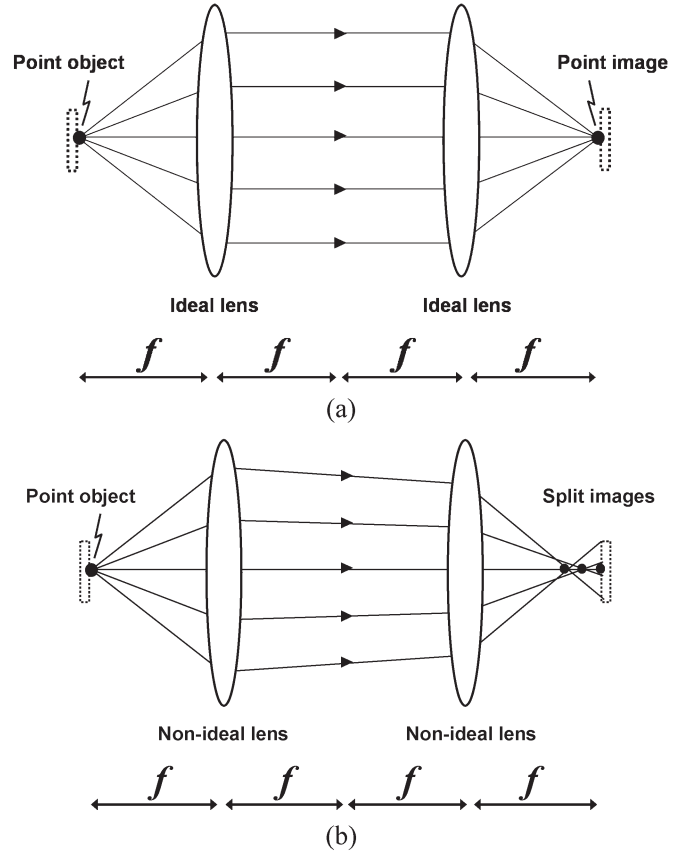 Point object
Point image
Ideal lens
Ideal lens
f
f
f
f
(a)
Point object
Split images
Non-ideal lens
Non-ideal lens
f
f
f
f
(b)